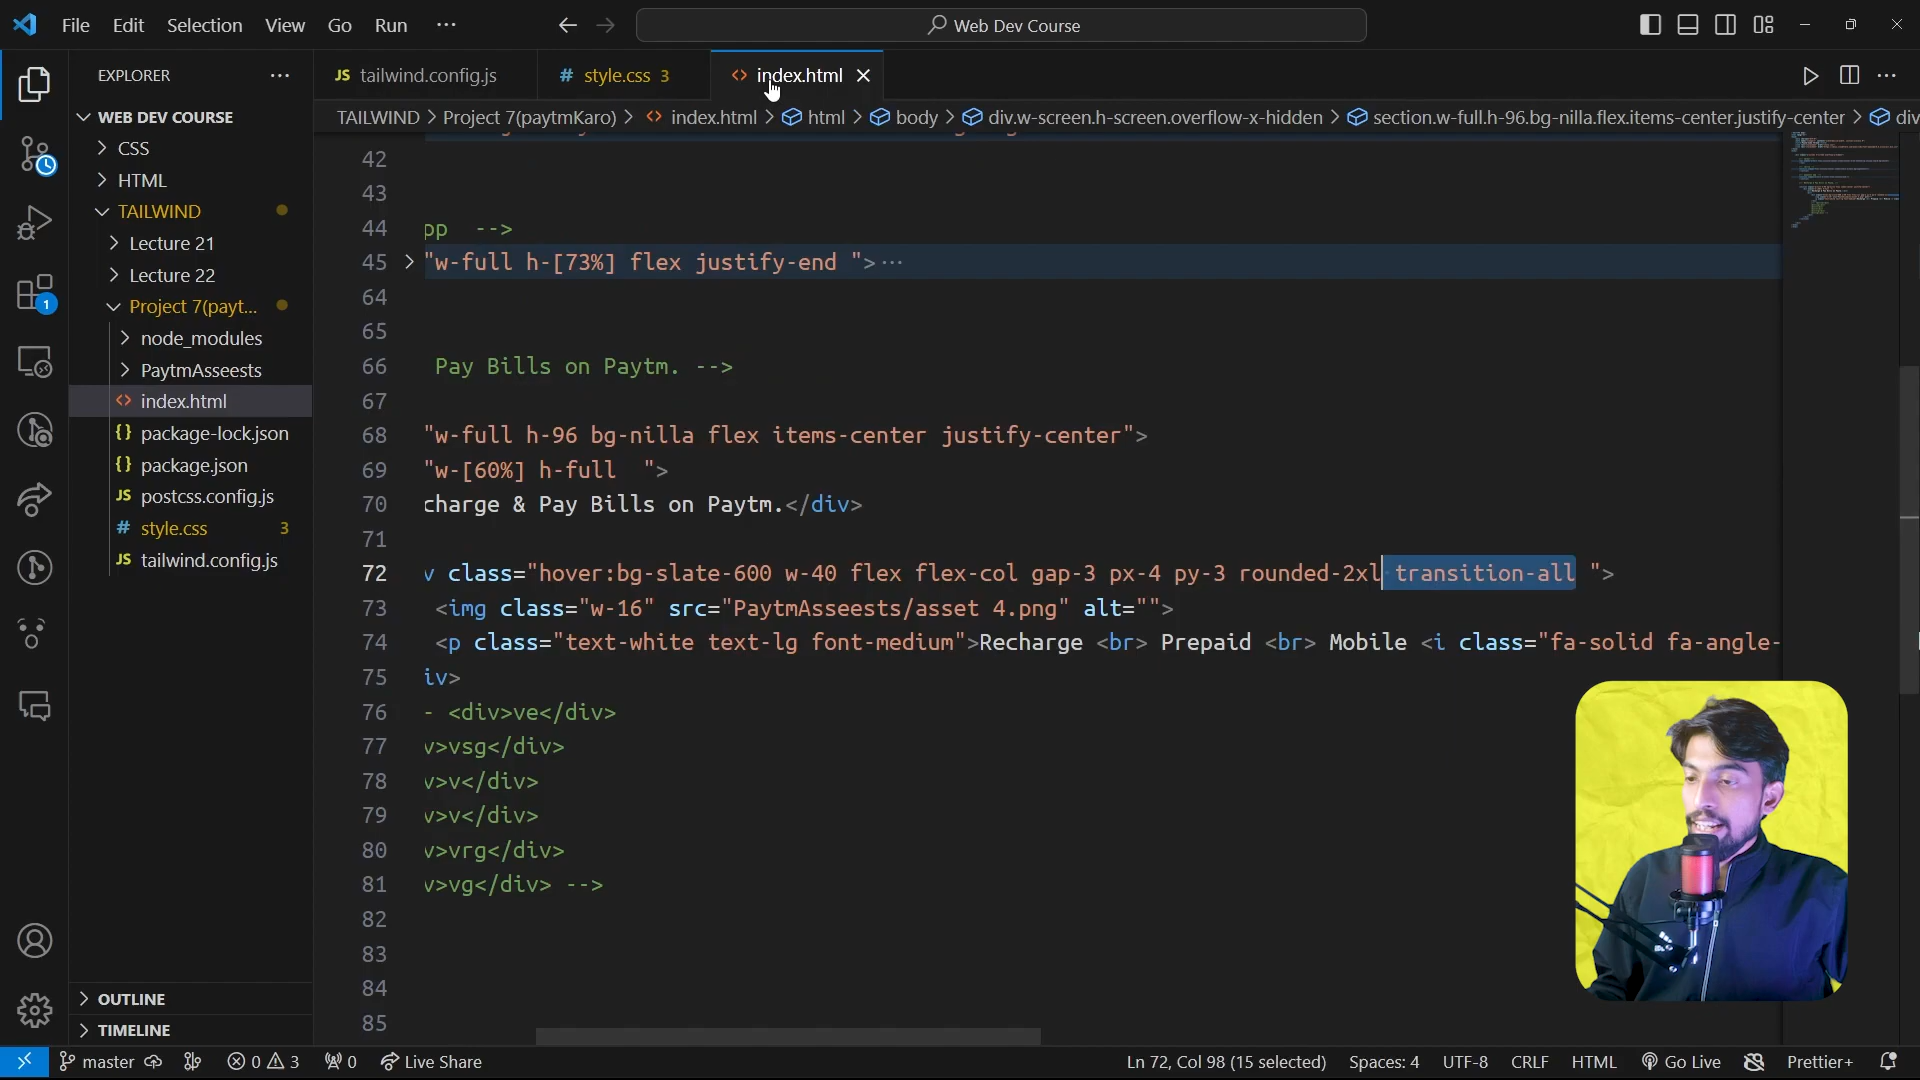 File Edit Selection View Go Run ···
Web Dev Course
EXPLORER ···
JS tailwind.config.js
# style.css 3
<> index.html
TAILWIND > Project 7(paytmKaro) > <> index.html > html > body > div.w-screen.h-screen.overflow-x-hidden > section.w-full.h-96.bg-nilla.flex.items-center.justify-center > div
WEB DEV COURSE
> CSS
> HTML
TAILWIND
> Lecture 21
> Lecture 22
Project 7(payt...
> node_modules
> PaytmAsseests
<> index.html
{} package-lock.json
{} package.json
JS postcss.config.js
# style.css 3
JS tailwind.config.js
> OUTLINE
> TIMELINE
42
43
44 pp -->
45 > "w-full h-[73%] flex justify-end ">···
64
65
66 Pay Bills on Paytm. -->
67
68 "w-full h-96 bg-nilla flex items-center justify-center">
69 "w-[60%] h-full ">
70 charge & Pay Bills on Paytm.</div>
71
72 v class="hover:bg-slate-600 w-40 flex flex-col gap-3 px-4 py-3 rounded-2xl transition-all ">
73 <img class="w-16" src="PaytmAsseests/asset 4.png" alt="">
74 <p class="text-white text-lg font-medium">Recharge <br> Prepaid <br> Mobile <i class="fa-solid fa-angle-
75 iv>
76 - <div>ve</div>
77 v>vsg</div>
78 v>v</div>
79 v>v</div>
80 v>vrg</div>
81 v>vg</div> -->
82
83
84
85
1
master 0 3 0 Live Share
Ln 72, Col 98 (15 selected) Spaces: 4 UTF-8 CRLF HTML Go Live Prettier+